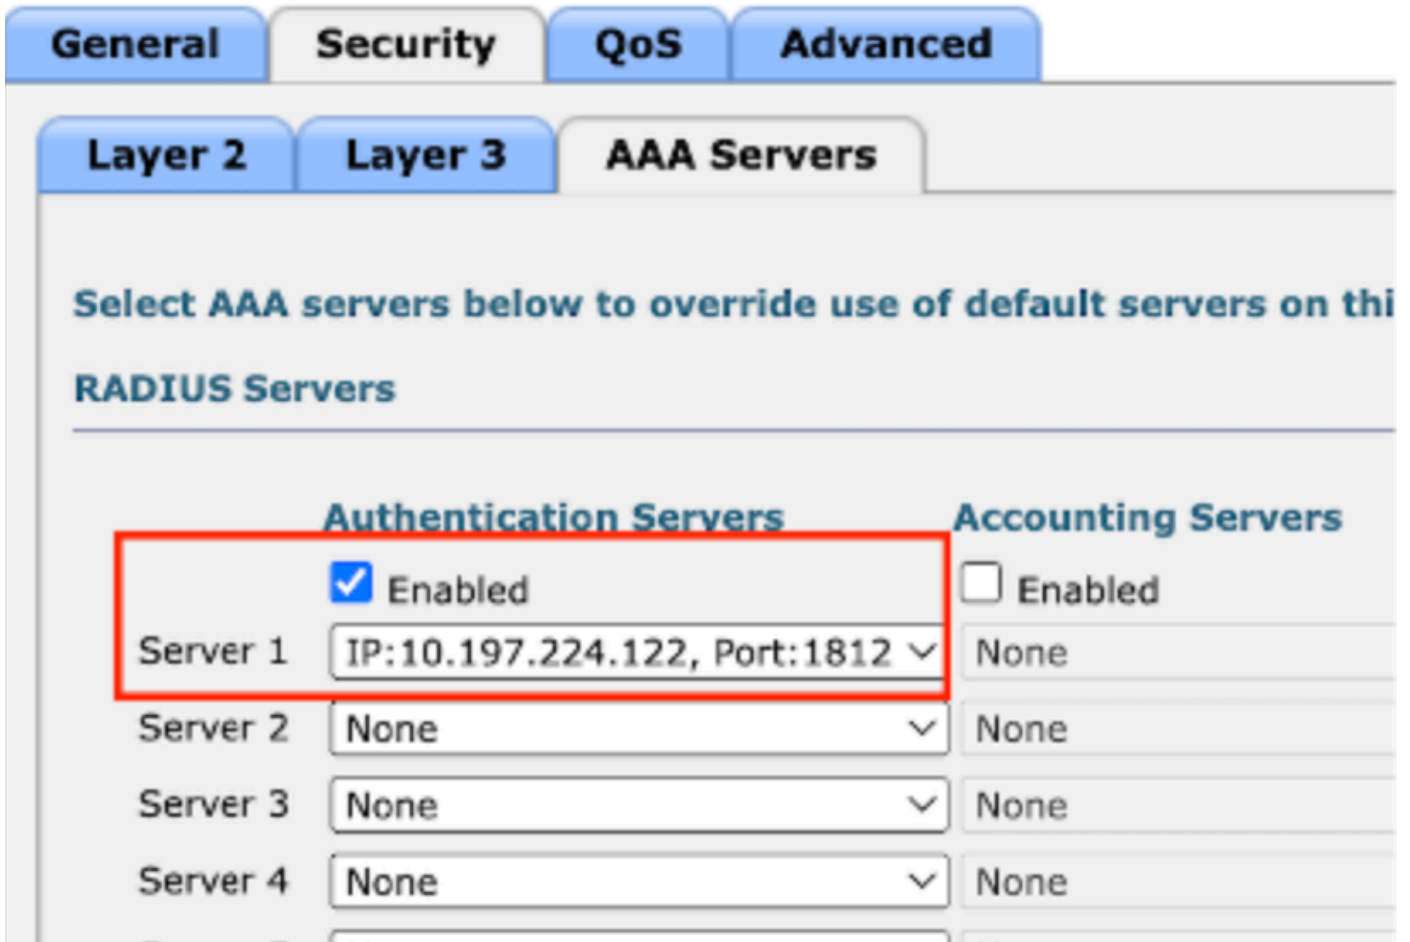 General Security QoS Advanced
Layer 2 Layer 3 AAA Servers
Select AAA servers below to override use of default servers on thi
RADIUS Servers
Authentication Servers Accounting Servers
Enabled Enabled
Server 1 IP:10.197.224.122, Port:1812 None
Server 2 None None
Server 3 None None
Server 4 None None